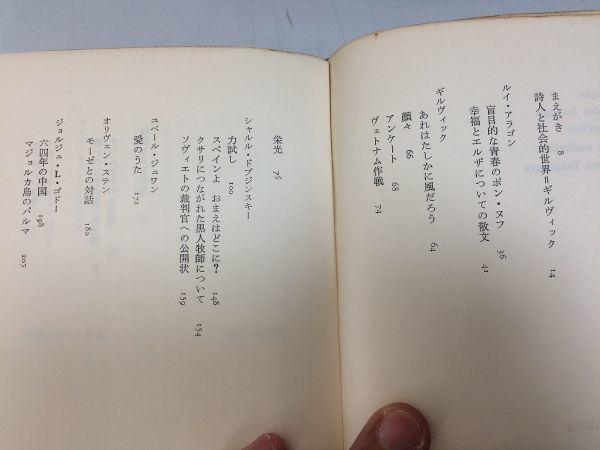 まえがき 8
詩人と社会的世界＝ギルヴィック 14
ルイ・アラゴン
盲目的な青春のポン・ヌフ 36
幸福とエルザについての散文 41
ギルヴィック
あれはたしかに風だろう 64
顔々 66
アンケート 68
ヴェトナム作戦 74
栄光 76
シャルル・ドブジンスキー
力試し 100
スペインよ おまえはどこに？ 148
クサリにつながれた黒人牧師について 154
ソヴィエトの裁判官への公開状 159
ユベール・ジュワン
愛のうた 172
オリヴェン・ステン
モーゼとの対話 180
ジョルジュ・L・ゴドー
六四年の中国 198
マジョルカ島のパルマ 205